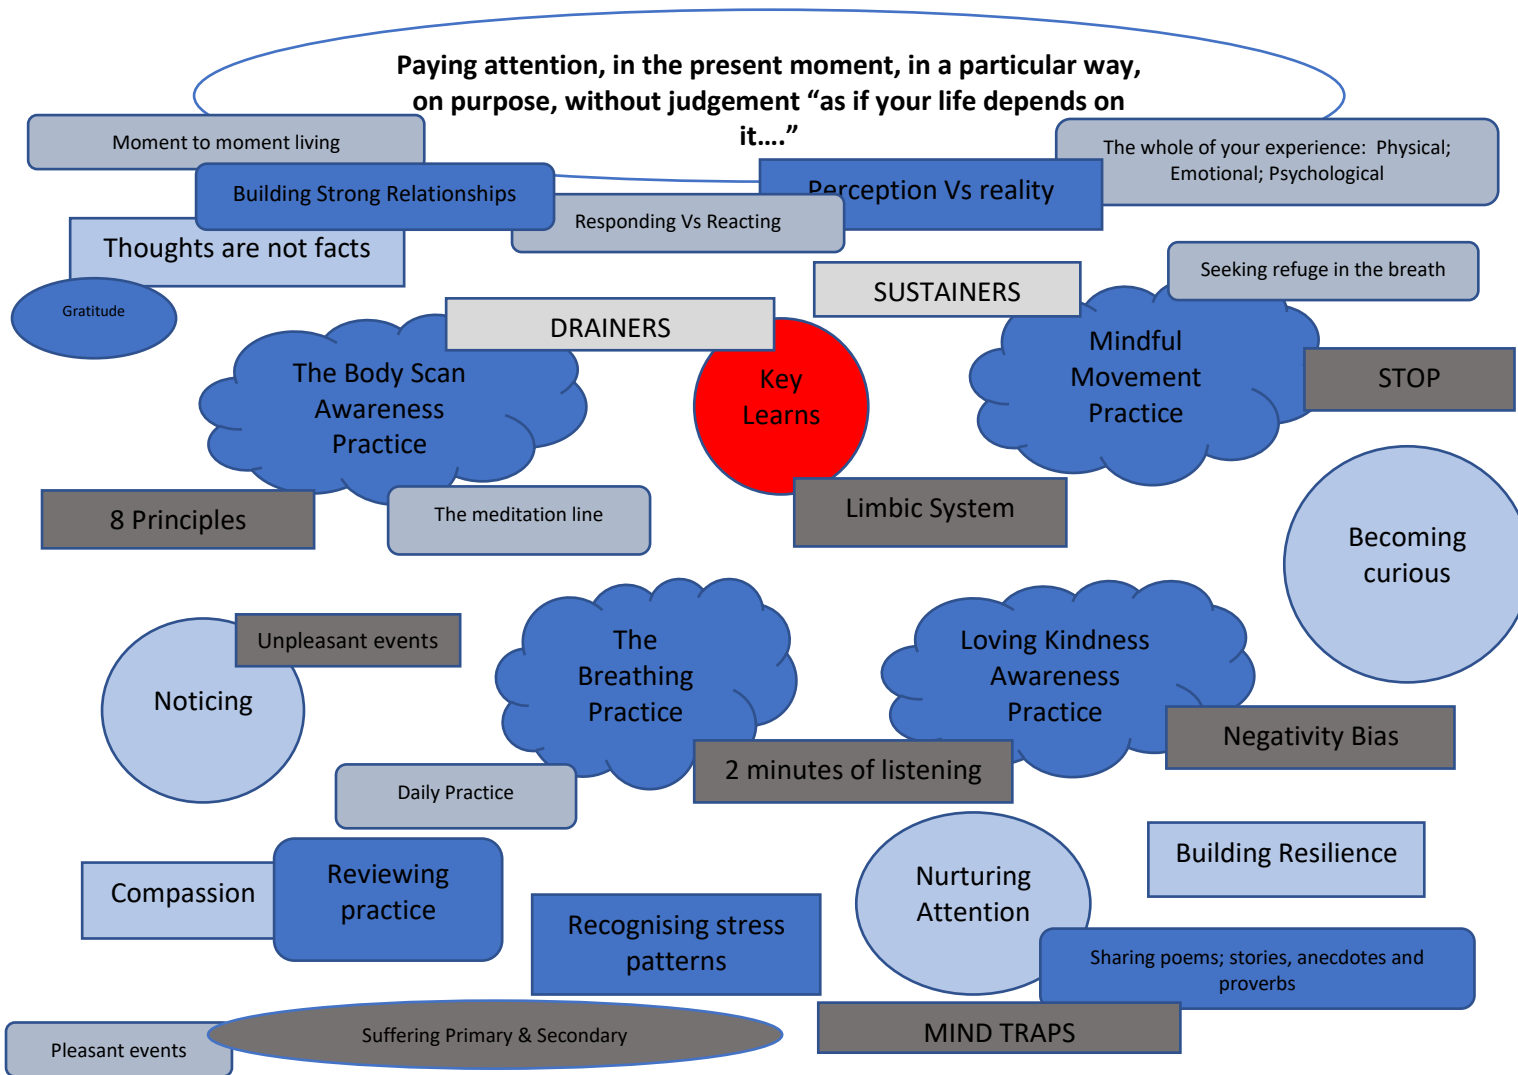 Paying attention, in the present moment, in a particular way,
on purpose, without judgement “as if your life depends on
it….”
Moment to moment living
The whole of your experience: Physical;
Emotional; Psychological
Building Strong Relationships
Perception Vs reality
Responding Vs Reacting
Thoughts are not facts
Seeking refuge in the breath
Gratitude
SUSTAINERS
DRAINERS
The Body Scan
Awareness
Practice
Key
Learns
Mindful
Movement
Practice
STOP
8 Principles
The meditation line
Limbic System
Becoming
curious
Unpleasant events
Noticing
The
Breathing
Practice
Loving Kindness
Awareness
Practice
Negativity Bias
2 minutes of listening
Daily Practice
Compassion
Reviewing
practice
Building Resilience
Nurturing
Attention
Recognising stress
patterns
Sharing poems; stories, anecdotes and
proverbs
Suffering Primary & Secondary
MIND TRAPS
Pleasant events